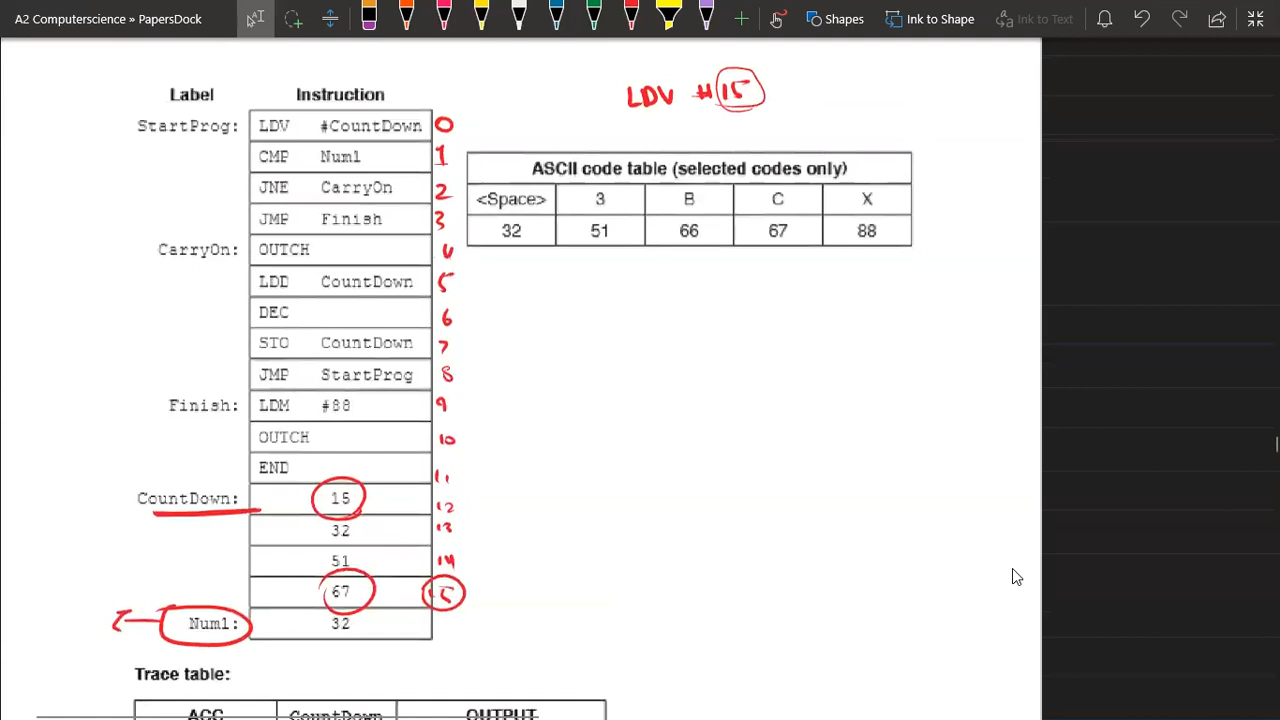 A2 Computerscience » PapersDock
Shapes
Ink to Shape
Ink to Text
LDV #15
Label Instruction
StartProg: LDV #CountDown 0
CMP Num1 1
JNE CarryOn 2
JMP Finish 3
CarryOn: OUTCH 4
LDD CountDown 5
DEC 6
STO CountDown 7
JMP StartProg 8
Finish: LDM #88 9
OUTCH 10
END 11
CountDown: 15 12
32 13
51 14
67 15
Num1: 32
ASCII code table (selected codes only)
<Space> 3 B C X
32 51 66 67 88
Trace table:
ACC CountDown OUTPUT